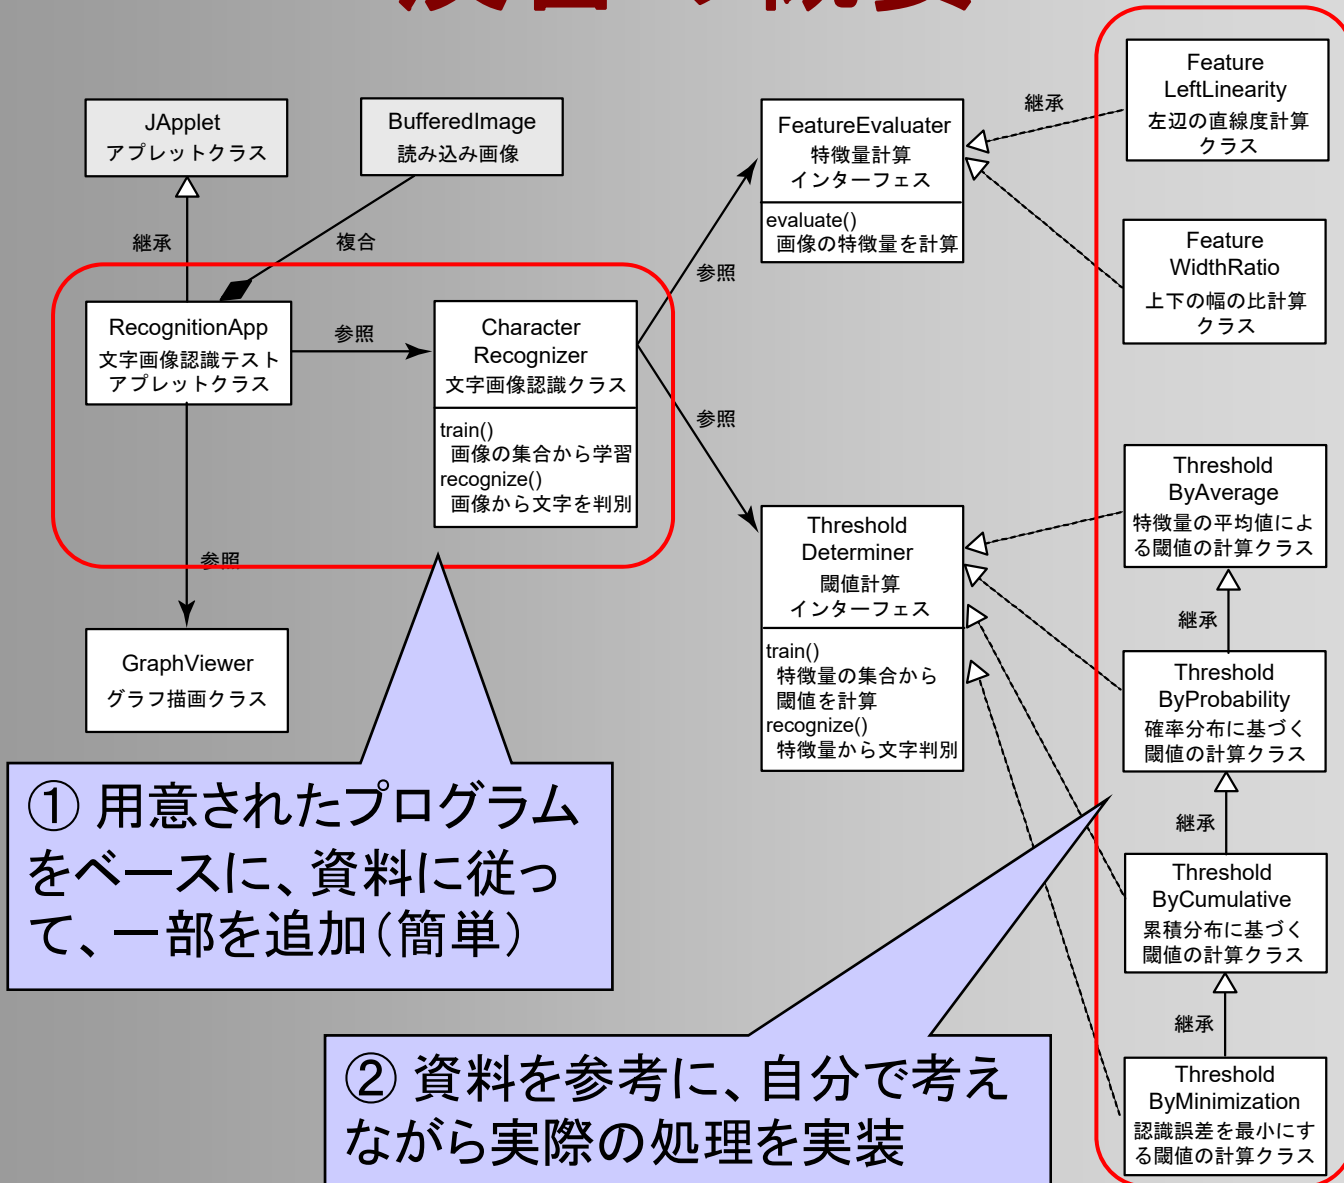 JApplet
アプレットクラス
BufferedImage
読み込み画像
継承
複合
RecognitionApp
文字画像認識テスト
アプレットクラス
参照
Character
Recognizer
文字画像認識クラス
train()
画像の集合から学習
recognize()
画像から文字を判別
参照
GraphViewer
グラフ描画クラス
参照
参照
FeatureEvaluater
特徴量計算
インターフェス
evaluate()
画像の特徴量を計算
Threshold
Determiner
閾値計算
インターフェス
train()
特徴量の集合から
閾値を計算
recognize()
特徴量から文字判別
継承
Feature
LeftLinearity
左辺の直線度計算
クラス
Feature
WidthRatio
上下の幅の比計算
クラス
Threshold
ByAverage
特徴量の平均値によ
る閾値の計算クラス
継承
Threshold
ByProbability
確率分布に基づく
閾値の計算クラス
継承
Threshold
ByCumulative
累積分布に基づく
閾値の計算クラス
継承
Threshold
ByMinimization
認識誤差を最小にす
る閾値の計算クラス
① 用意されたプログラム
をベースに、資料に従っ
て、一部を追加(簡単)
② 資料を参考に、自分で考え
ながら実際の処理を実装